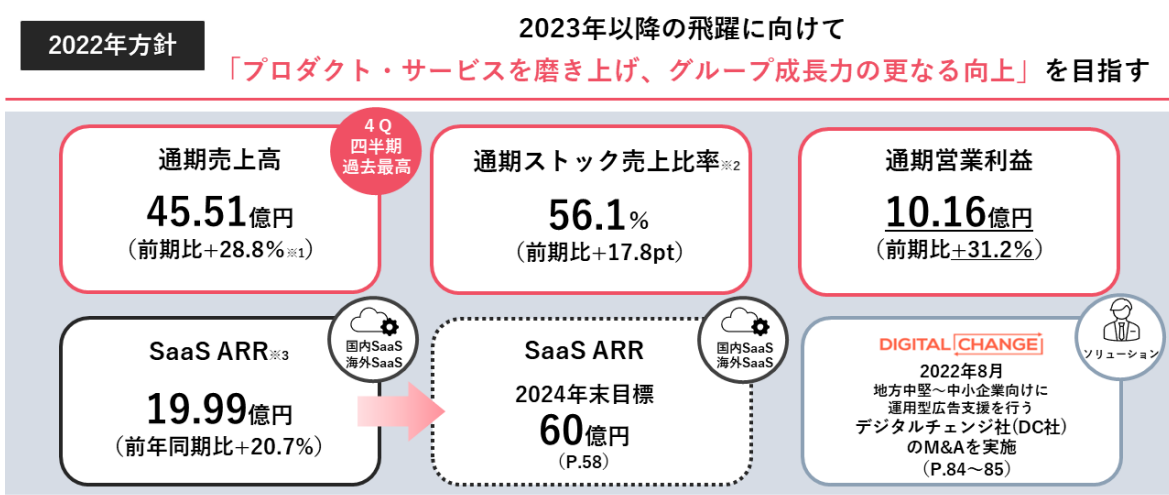 2022年方針
2023年以降の飛躍に向けて
「プロダクト・サービスを磨き上げ、グループ成長力の更なる向上」を目指す
通期売上高
45.51億円
（前期比+28.8%※1）
4Q
四半期
過去最高
通期ストック売上比率※2
56.1%
（前期比+17.8pt）
通期営業利益
10.16億円
（前期比+31.2%）
SaaS ARR※3
19.99億円
（前年同期比+20.7%）
国内SaaS
海外SaaS
SaaS ARR
2024年末目標
60億円
（P.58）
国内SaaS
海外SaaS
DIGITAL CHANGE
2022年8月
地方中堅～中小企業向けに
運用型広告支援を行う
デジタルチェンジ社(DC社)
のM&Aを実施
（P.84～85）
ソリューション